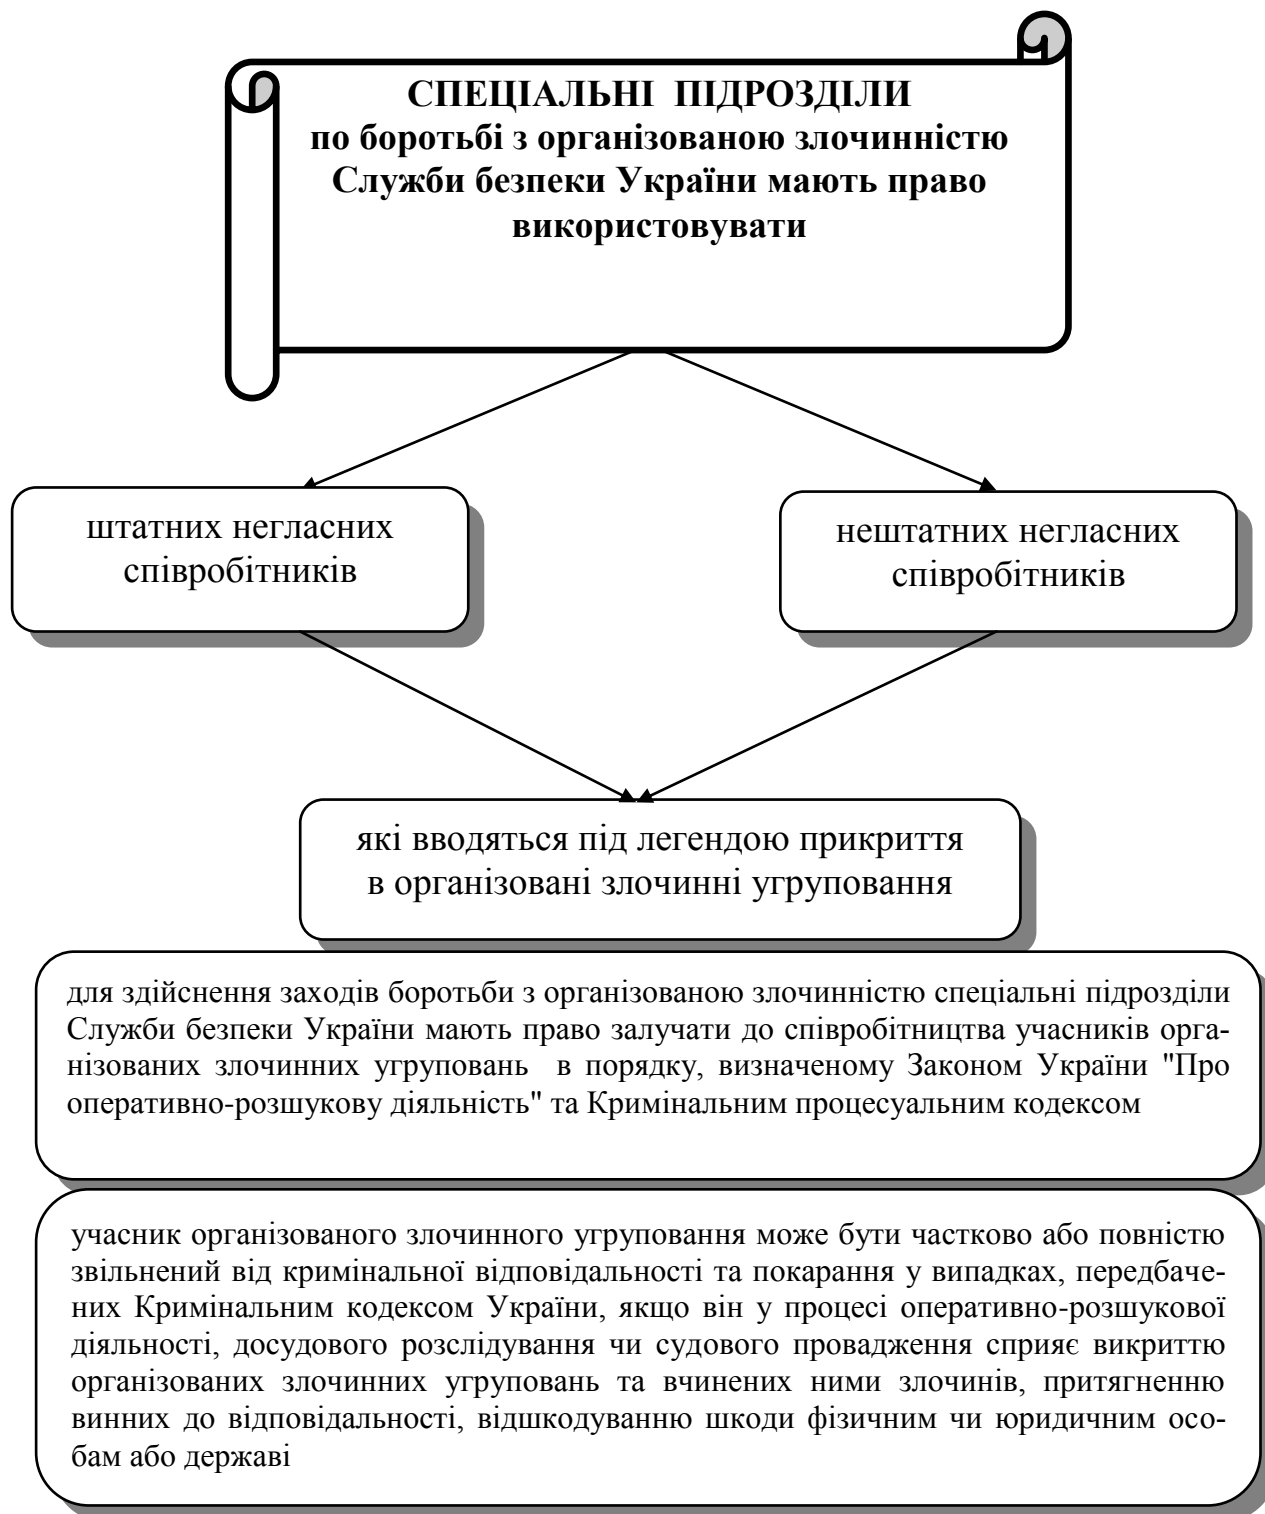 СПЕЦІАЛЬНІ ПІДРОЗДІЛИ
по боротьбі з організованою злочинністю
Служби безпеки України мають право
використовувати
штатних негласних
співробітників
нештатних негласних
співробітників
які вводяться під легендою прикриття
в організовані злочинні угруповання
для здійснення заходів боротьби з організованою злочинністю спеціальні підрозділи
Служби безпеки України мають право залучати до співробітництва учасників орга-
нізованих злочинних угруповань в порядку, визначеному Законом України "Про
оперативно-розшукову діяльність" та Кримінальним процесуальним кодексом
учасник організованого злочинного угруповання може бути частково або повністю
звільнений від кримінальної відповідальності та покарання у випадках, передбаче-
них Кримінальним кодексом України, якщо він у процесі оперативно-розшукової
діяльності, досудового розслідування чи судового провадження сприяє викриттю
організованих злочинних угруповань та вчинених ними злочинів, притягненню
винних до відповідальності, відшкодуванню шкоди фізичним чи юридичним осо-
бам або державі